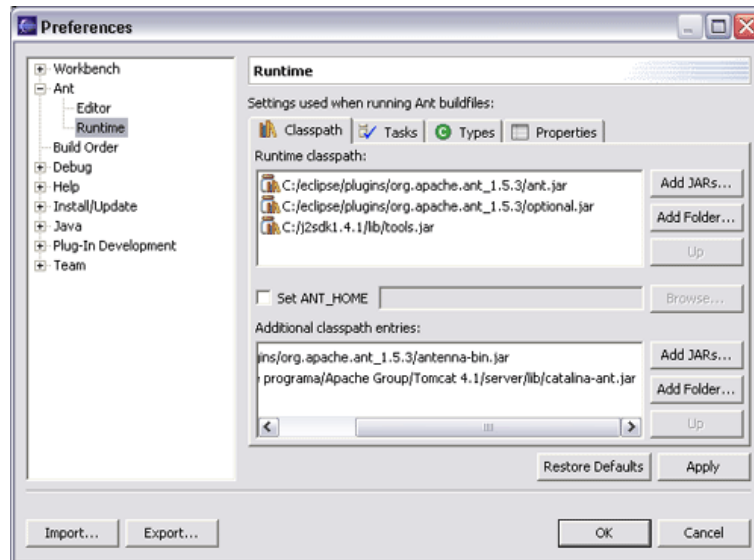 Preferences
Workbench
Ant
Editor
Runtime
Build Order
Debug
Help
Install/Update
Java
Plug-In Development
Team
Runtime
Settings used when running Ant buildfiles:
Classpath Tasks Types Properties
Runtime classpath:
C:/eclipse/plugins/org.apache.ant_1.5.3/ant.jar
C:/eclipse/plugins/org.apache.ant_1.5.3/optional.jar
C:/j2sdk1.4.1/lib/tools.jar
Add JARs...
Add Folder...
Up
Set ANT_HOME
Browse...
Additional classpath entries:
ins/org.apache.ant_1.5.3/antenna-bin.jar
programa/Apache Group/Tomcat 4.1/server/lib/catalina-ant.jar
Add JARs...
Add Folder...
Up
Restore Defaults Apply
Import... Export... OK Cancel